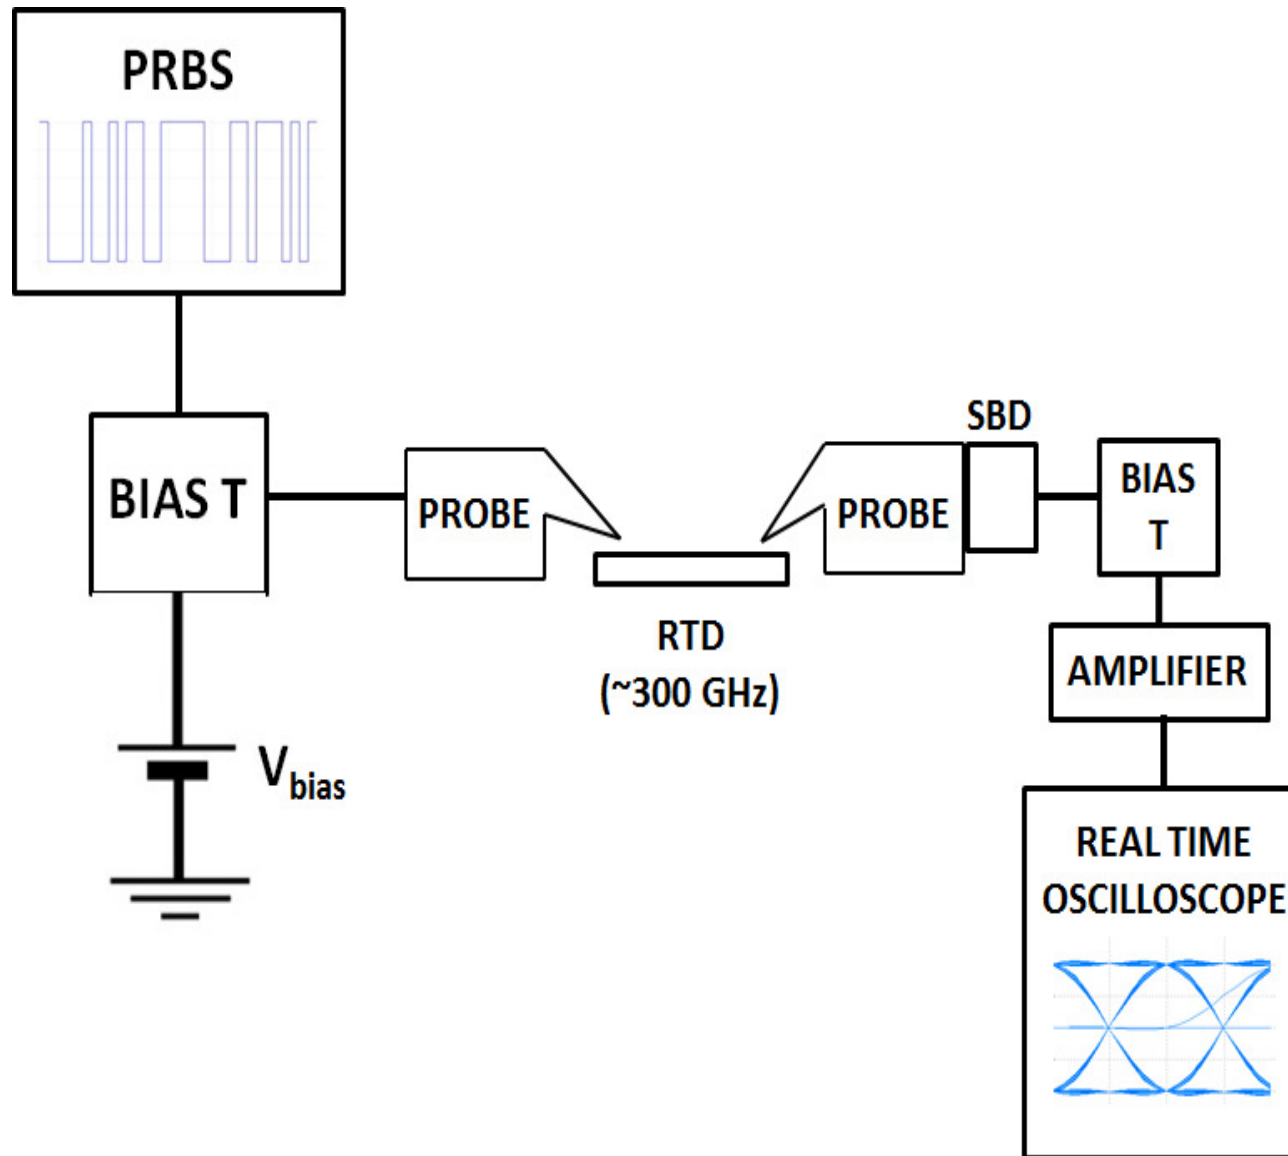 PRBS
BIAS T
PROBE
RTD
(~300 GHz)
PROBE
SBD
BIAS
T
AMPLIFIER
REAL TIME
OSCILLOSCOPE
Vbias